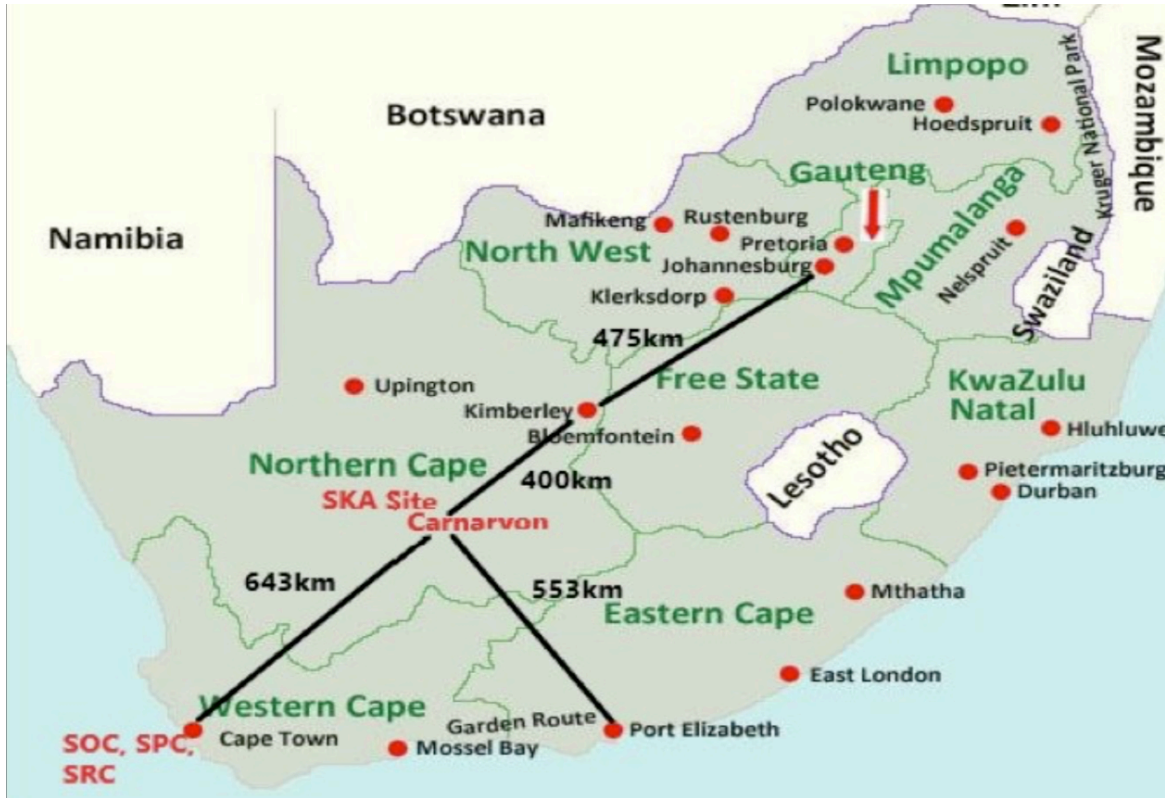 Lim
Botswana
Namibia
Mozambique
Limpopo
Polokwane
Hoedspruit
Kruger National Park
Gauteng
Mafikeng
Rustenburg
North West
Pretoria
Johannesburg
Klerksdorp
Mpumalanga
Nelspruit
Swaziland
475km
Upington
Free State
KwaZulu
Natal
Kimberley
Bloemfontein
Hluhluwe
Northern Cape
400km
Lesotho
Pietermaritzburg
Durban
SKA Site
Carnarvon
643km
553km
Eastern Cape
Mthatha
East London
Western Cape
Garden Route
Port Elizabeth
Cape Town
Mossel Bay
SOC, SPC,
SRC